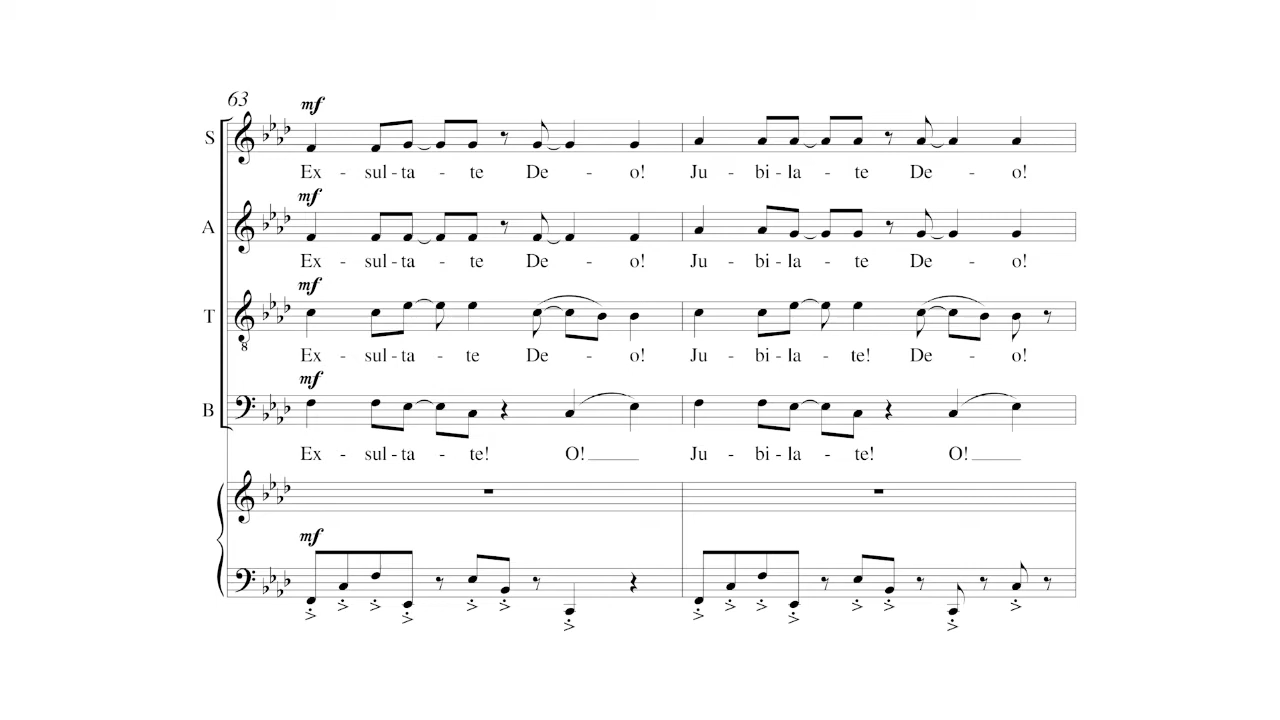 63
mf
S
Ex - sul - ta - te De - o! Ju - bi - la - te De - o!
mf
A
Ex - sul - ta - te De - o! Ju - bi - la - te De - o!
mf
T
8
Ex - sul - ta - te De - o! Ju - bi - la - te! De - o!
mf
B
Ex - sul - ta - te! O! Ju - bi - la - te! O!
mf